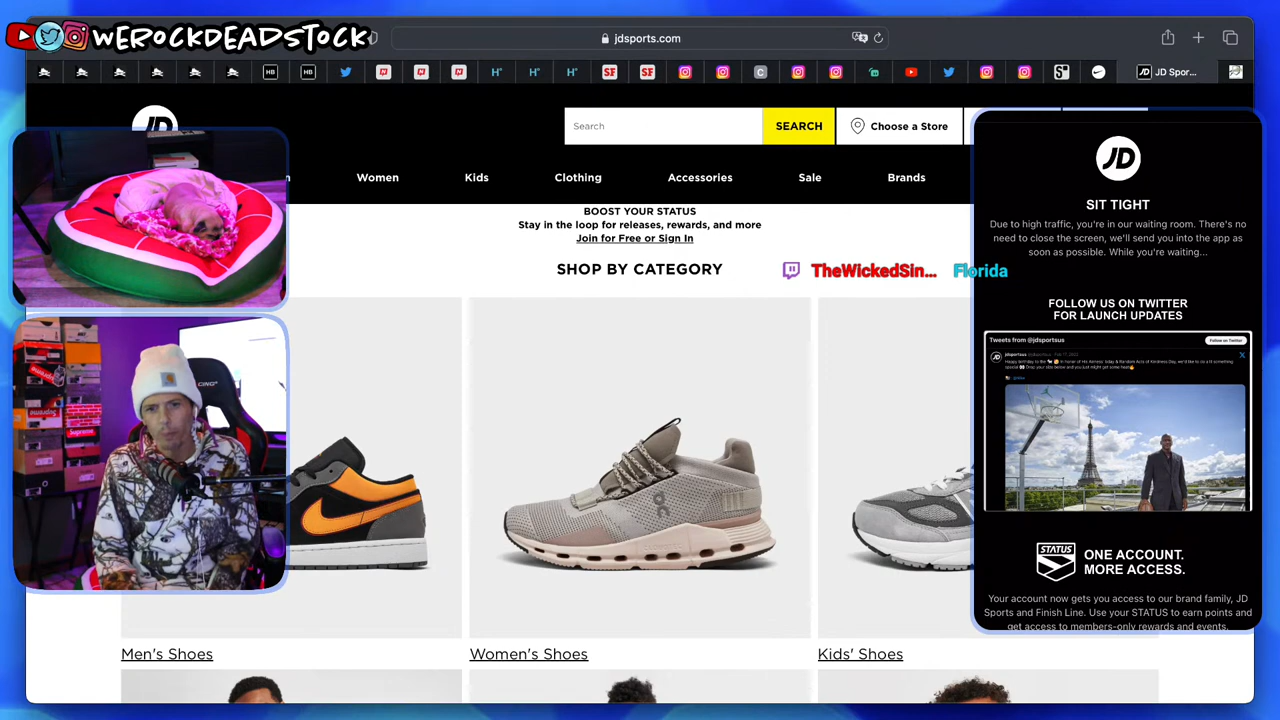 WEROCKDEADSTOCK
jdsports.com
HB
HB
SF
SF
C
JD Spor...
JD
Search
SEARCH
Choose a Store
Women
Kids
Clothing
Accessories
Sale
Brands
BOOST YOUR STATUS
Stay in the loop for releases, rewards, and more
Join for Free or Sign In
SHOP BY CATEGORY
TheWickedSin...
Florida
Men's Shoes
Women's Shoes
Kids' Shoes
JD
SIT TIGHT
Due to high traffic, you're in our waiting room. There's no
need to close the screen, we'll send you into the app as
soon as possible. While you're waiting...
FOLLOW US ON TWITTER
FOR LAUNCH UPDATES
Tweets from @jdsportsus
Follow on Twitter
STATUS
ONE ACCOUNT.
MORE ACCESS.
Your account now gets you access to our brand family, JD
Sports and Finish Line. Use your STATUS to earn points and
get access to members-only rewards and events.
Supreme